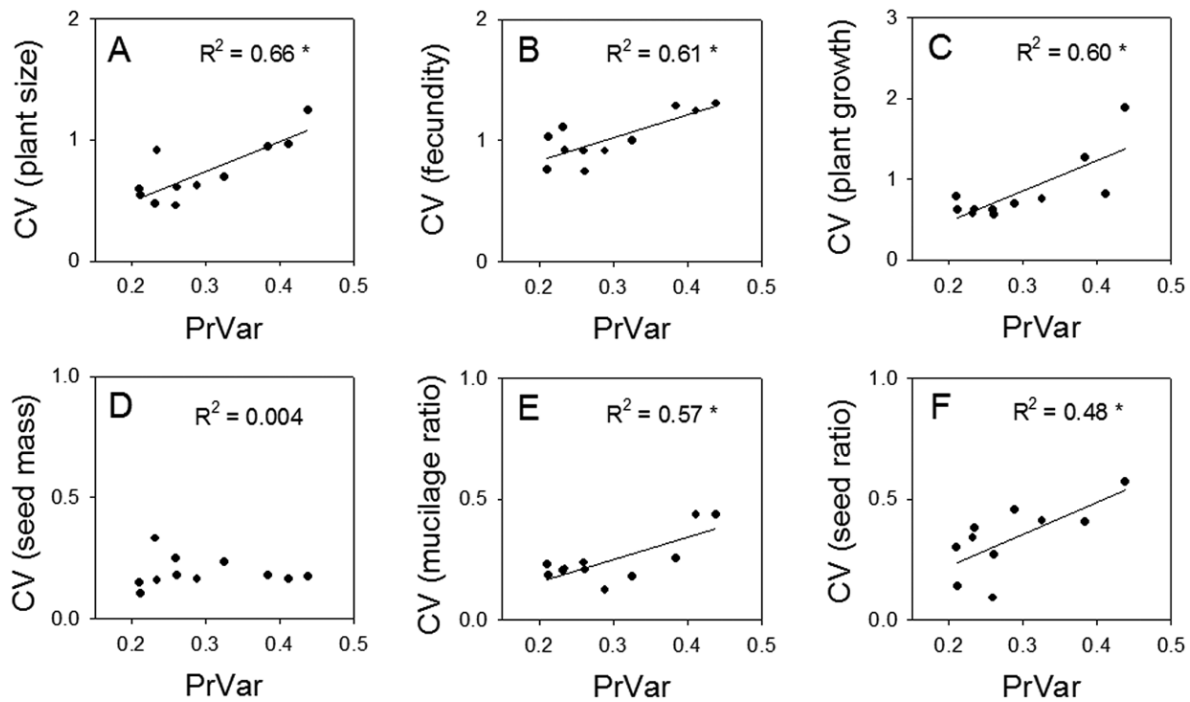 A
R² = 0.66 *
CV (plant size)
2
1
0
0.2 0.3 0.4 0.5
PrVar
B
R² = 0.61 *
CV (fecundity)
2
1
0
0.2 0.3 0.4 0.5
PrVar
C
R² = 0.60 *
CV (plant growth)
3
2
1
0
0.2 0.3 0.4 0.5
PrVar
D
R² = 0.004
CV (seed mass)
1.0
0.5
0.0
0.2 0.3 0.4 0.5
PrVar
E
R² = 0.57 *
CV (mucilage ratio)
1.0
0.5
0.0
0.2 0.3 0.4 0.5
PrVar
F
R² = 0.48 *
CV (seed ratio)
1.0
0.5
0.0
0.2 0.3 0.4 0.5
PrVar